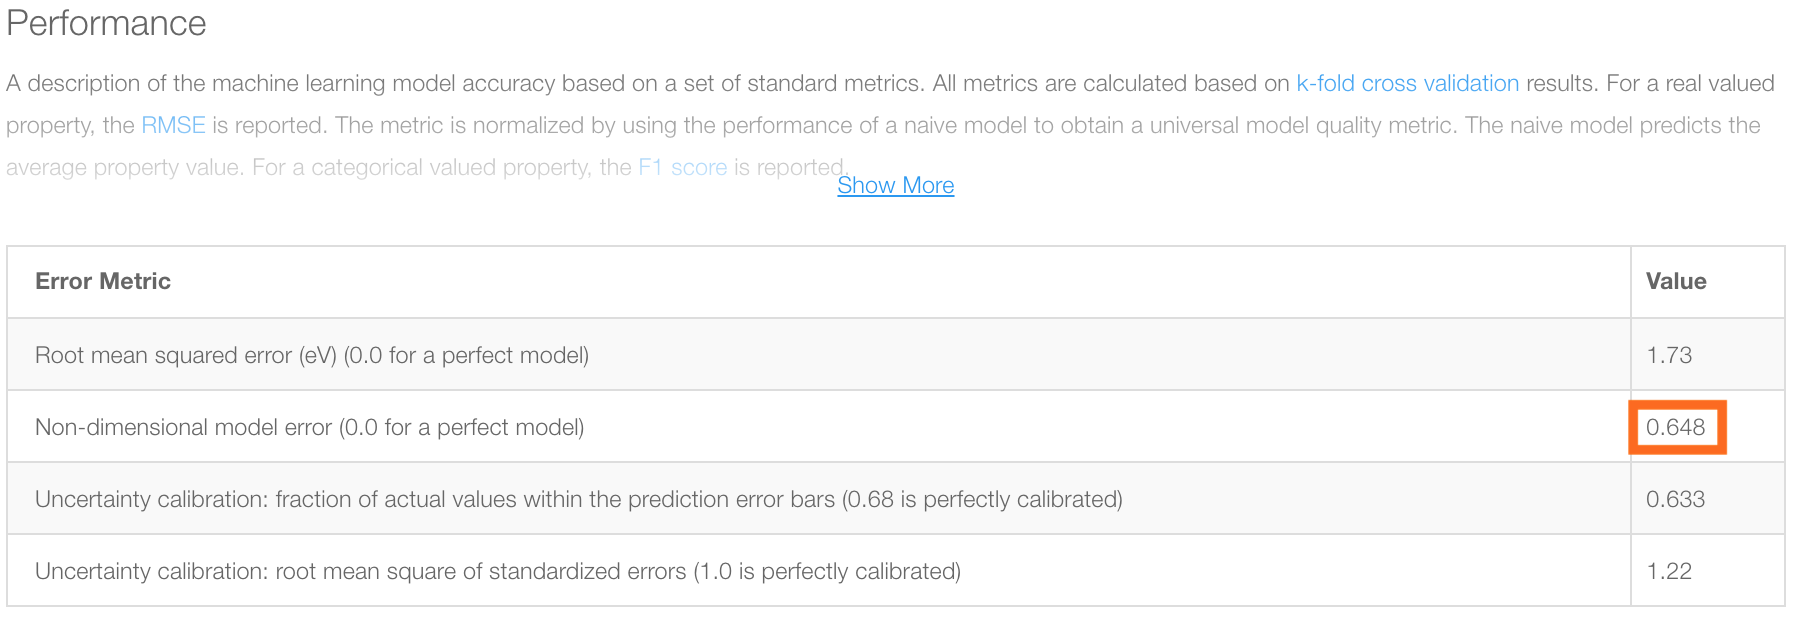 Performance
A description of the machine learning model accuracy based on a set of standard metrics. All metrics are calculated based on k-fold cross validation results. For a real valued
property, the RMSE is reported. The metric is normalized by using the performance of a naive model to obtain a universal model quality metric. The naive model predicts the
average property value. For a categorical valued property, the F1 score is reported.
Show More
Error Metric Value
Root mean squared error (eV) (0.0 for a perfect model) 1.73
Non-dimensional model error (0.0 for a perfect model) 0.648
Uncertainty calibration: fraction of actual values within the prediction error bars (0.68 is perfectly calibrated) 0.633
Uncertainty calibration: root mean square of standardized errors (1.0 is perfectly calibrated) 1.22